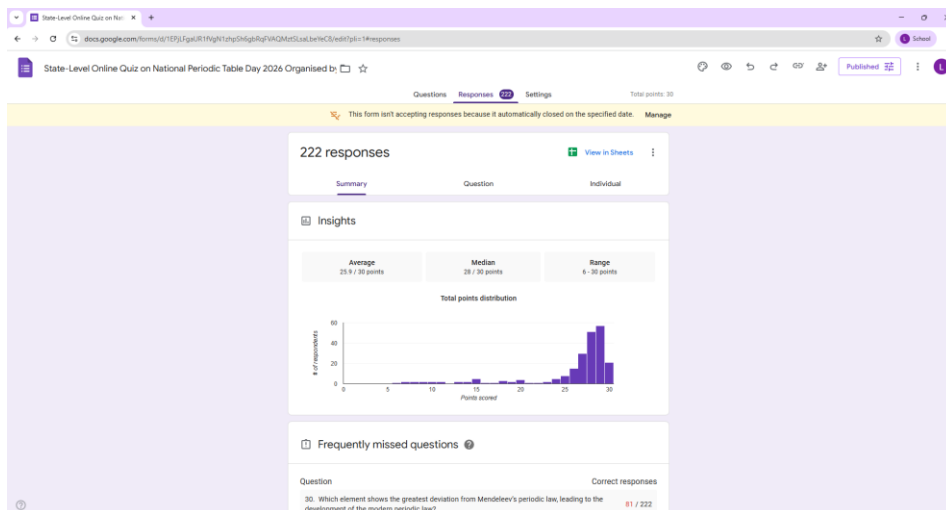 State-Level Online Quiz on Nat
docs.google.com/forms/d/
/edit?pli=1#responses
School
State-Level Online Quiz on National Periodic Table Day 2026 Organised b
Published
L
Questions Responses 222 Settings
Total points: 30
This form isn't accepting responses because it automatically closed on the specified date. Manage
222 responses
View in Sheets
Summary Question Individual
Insights
Average Median Range
25.9 / 30 points 28 / 30 points 6 - 30 points
Total points distribution
# of respondents
60
40
20
0
0 5 10 15 20 25 30
Points scored
Frequently missed questions
Question Correct responses
30. Which element shows the greatest deviation from Mendeleev's periodic law, leading to the
development of the modern periodic law?
81 / 222